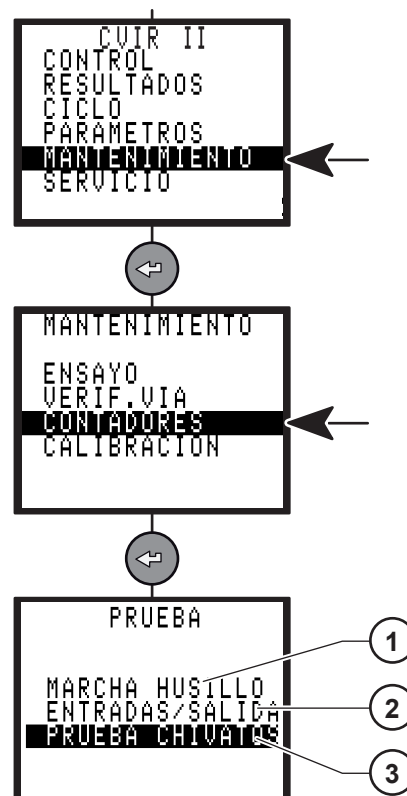 CVIR II
CONTROL
RESULTADOS
CICLO
PARAMETROS
MANTENIMIENTO
SERVICIO
MANTENIMIENTO
ENSAYO
VERIF.VIA
CONTADORES
CALIBRACION
PRUEBA
MARCHA HUSILLO
ENTRADAS/SALIDA
PRUEBA CHIVATOS
1
2
3